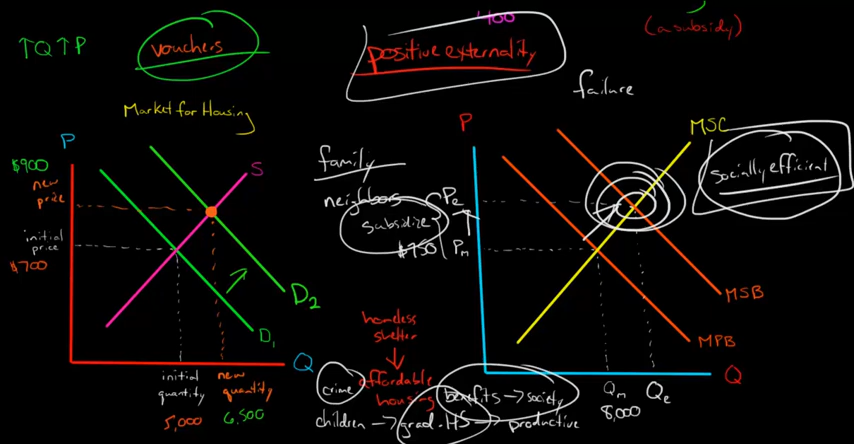 ↑Q ↑P
vouchers
400
positive externality
(a subsidy)
failure
Market for Housing
P
$900
new
price
initial
price
$700
S
D2
D1
Q
initial
quantity
5,000
new
quantity
6,500
family
neighbors
subsidize
$750
homeless
shelter
↓
affordable
housing
crime
benefits → society
children → grad. HS → productive
P
Pe
Pm
MSC
socially efficient
MSB
MPB
Q
Qm
8,000
Qe